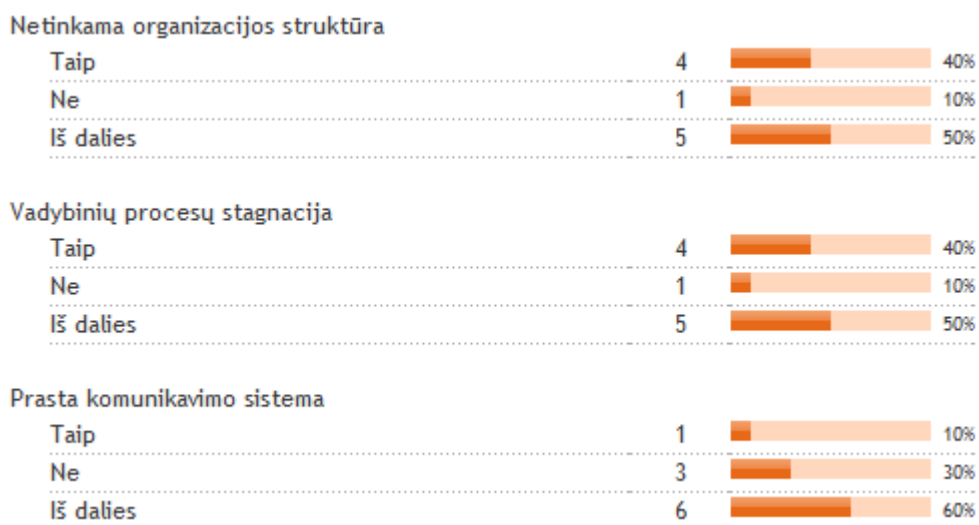 Netinkama organizacijos struktūra
Taip 4 40%
Ne 1 10%
Iš dalies 5 50%
Vadybinių procesų stagnacija
Taip 4 40%
Ne 1 10%
Iš dalies 5 50%
Prasta komunikavimo sistema
Taip 1 10%
Ne 3 30%
Iš dalies 6 60%